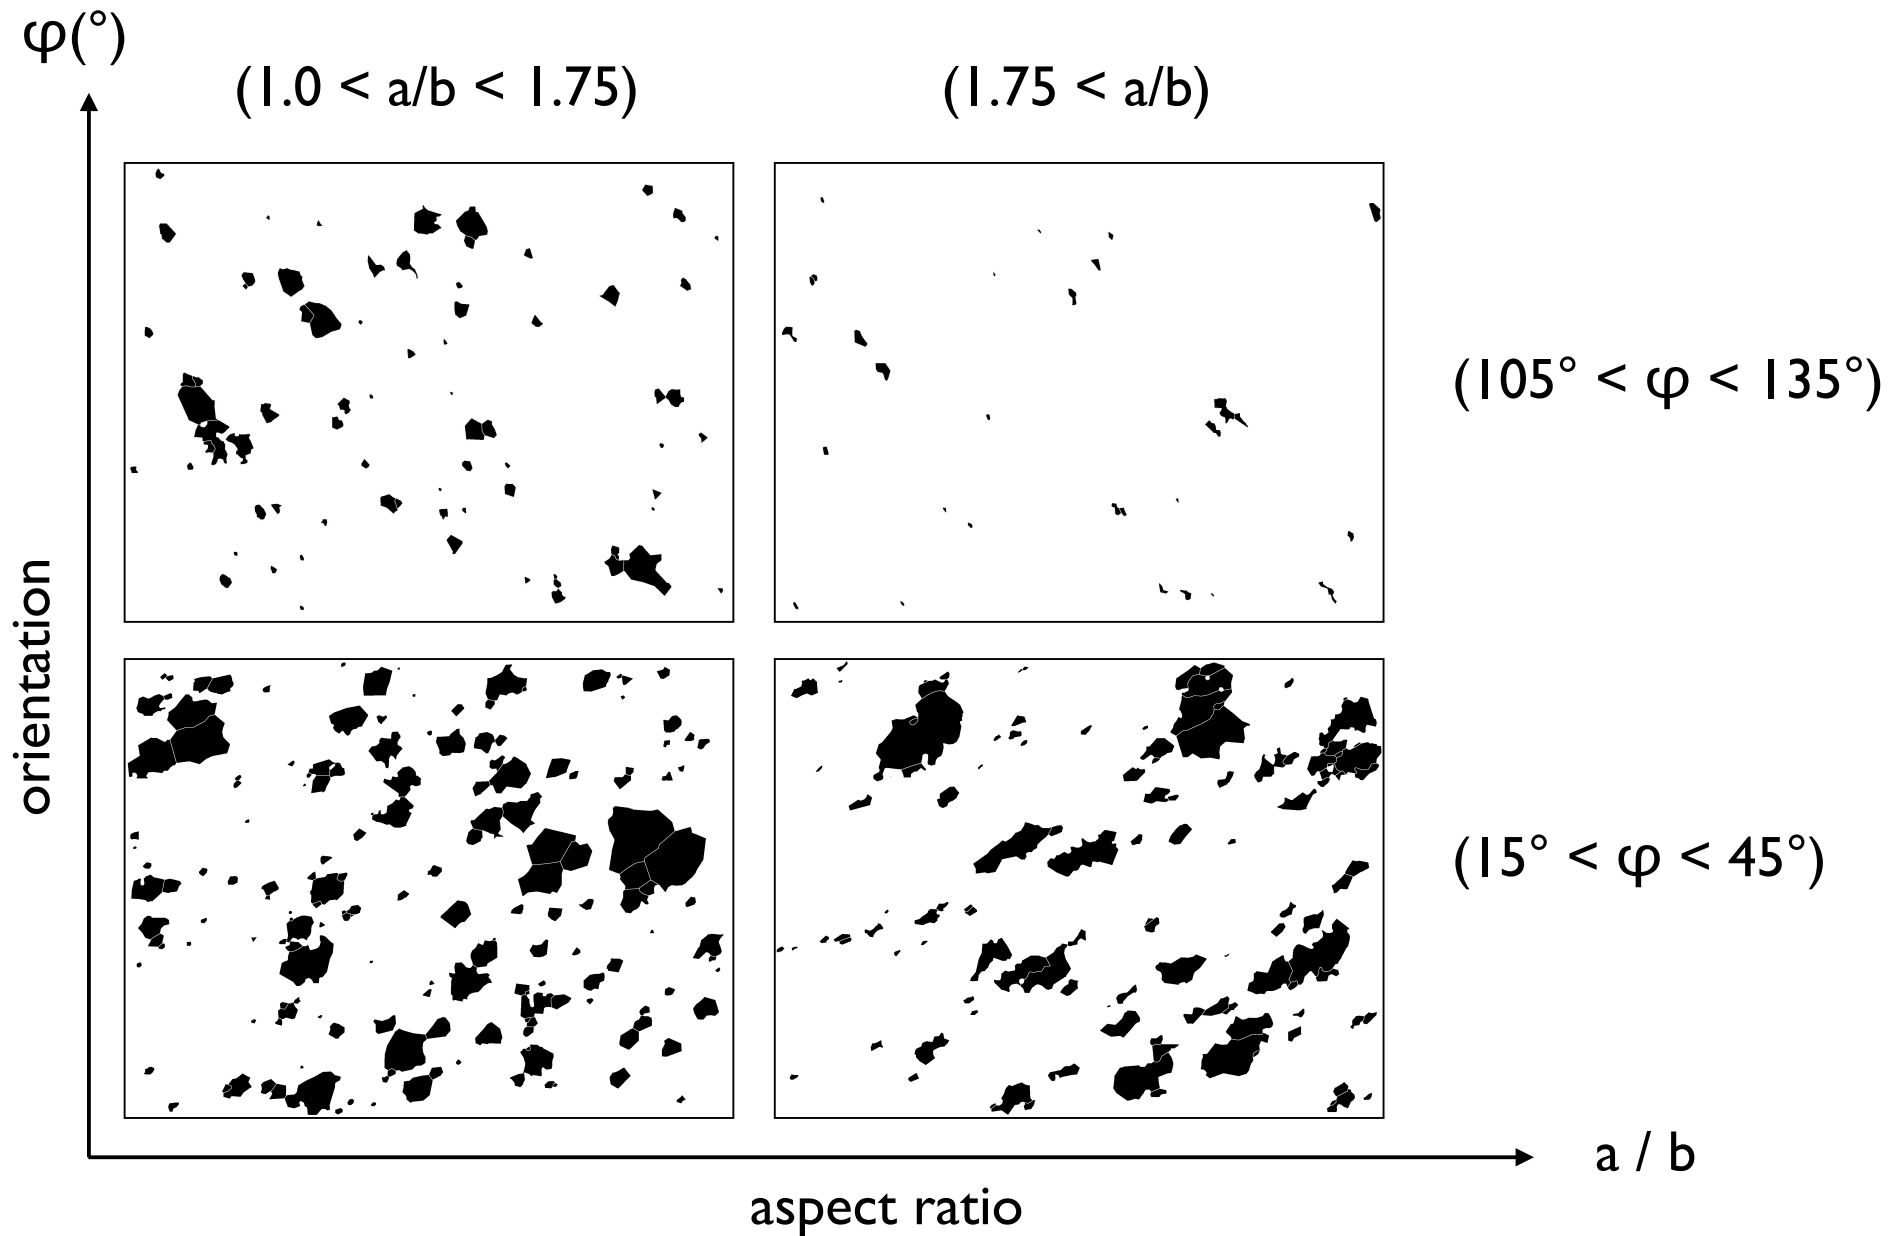 φ(°)
(1.0 < a/b < 1.75)
(1.75 < a/b)
(105° < φ < 135°)
orientation
(15° < φ < 45°)
a / b
aspect ratio